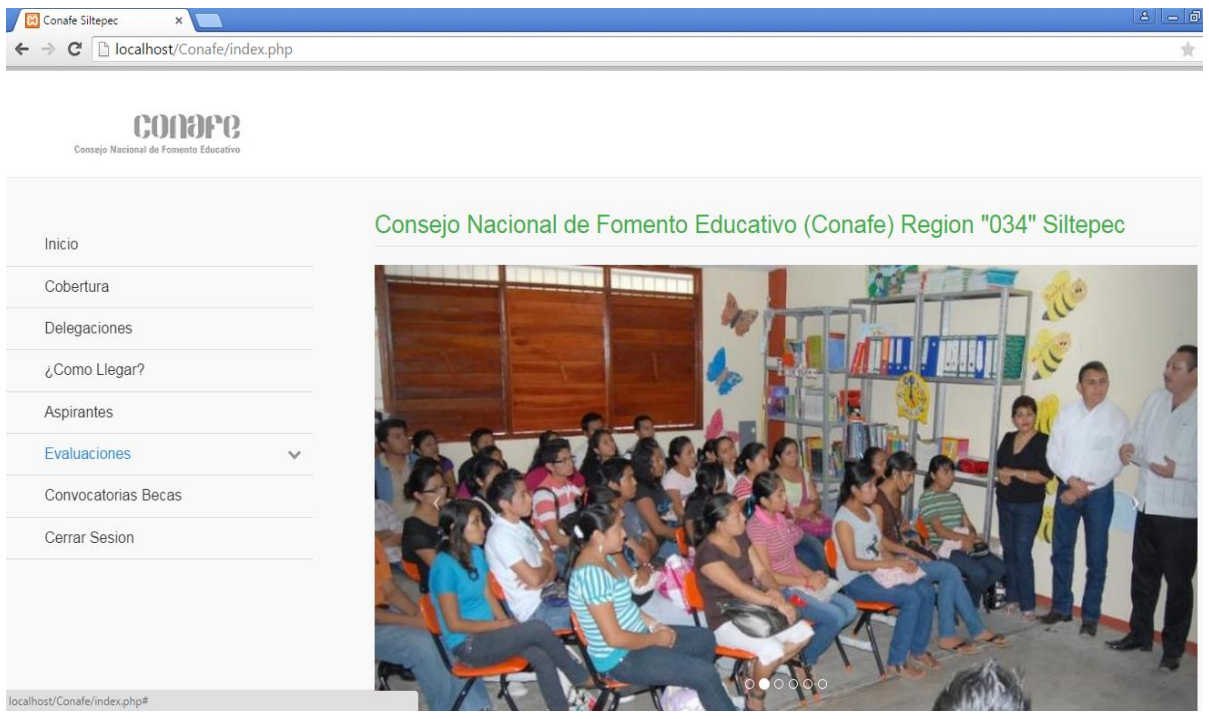 Conafe Siltepec
localhost/Conafe/index.php
conafe
Consejo Nacional de Fomento Educativo
Consejo Nacional de Fomento Educativo (Conafe) Region "034" Siltepec
Inicio
Cobertura
Delegaciones
¿Como Llegar?
Aspirantes
Evaluaciones
Convocatorias Becas
Cerrar Sesion
localhost/Conafe/index.php#